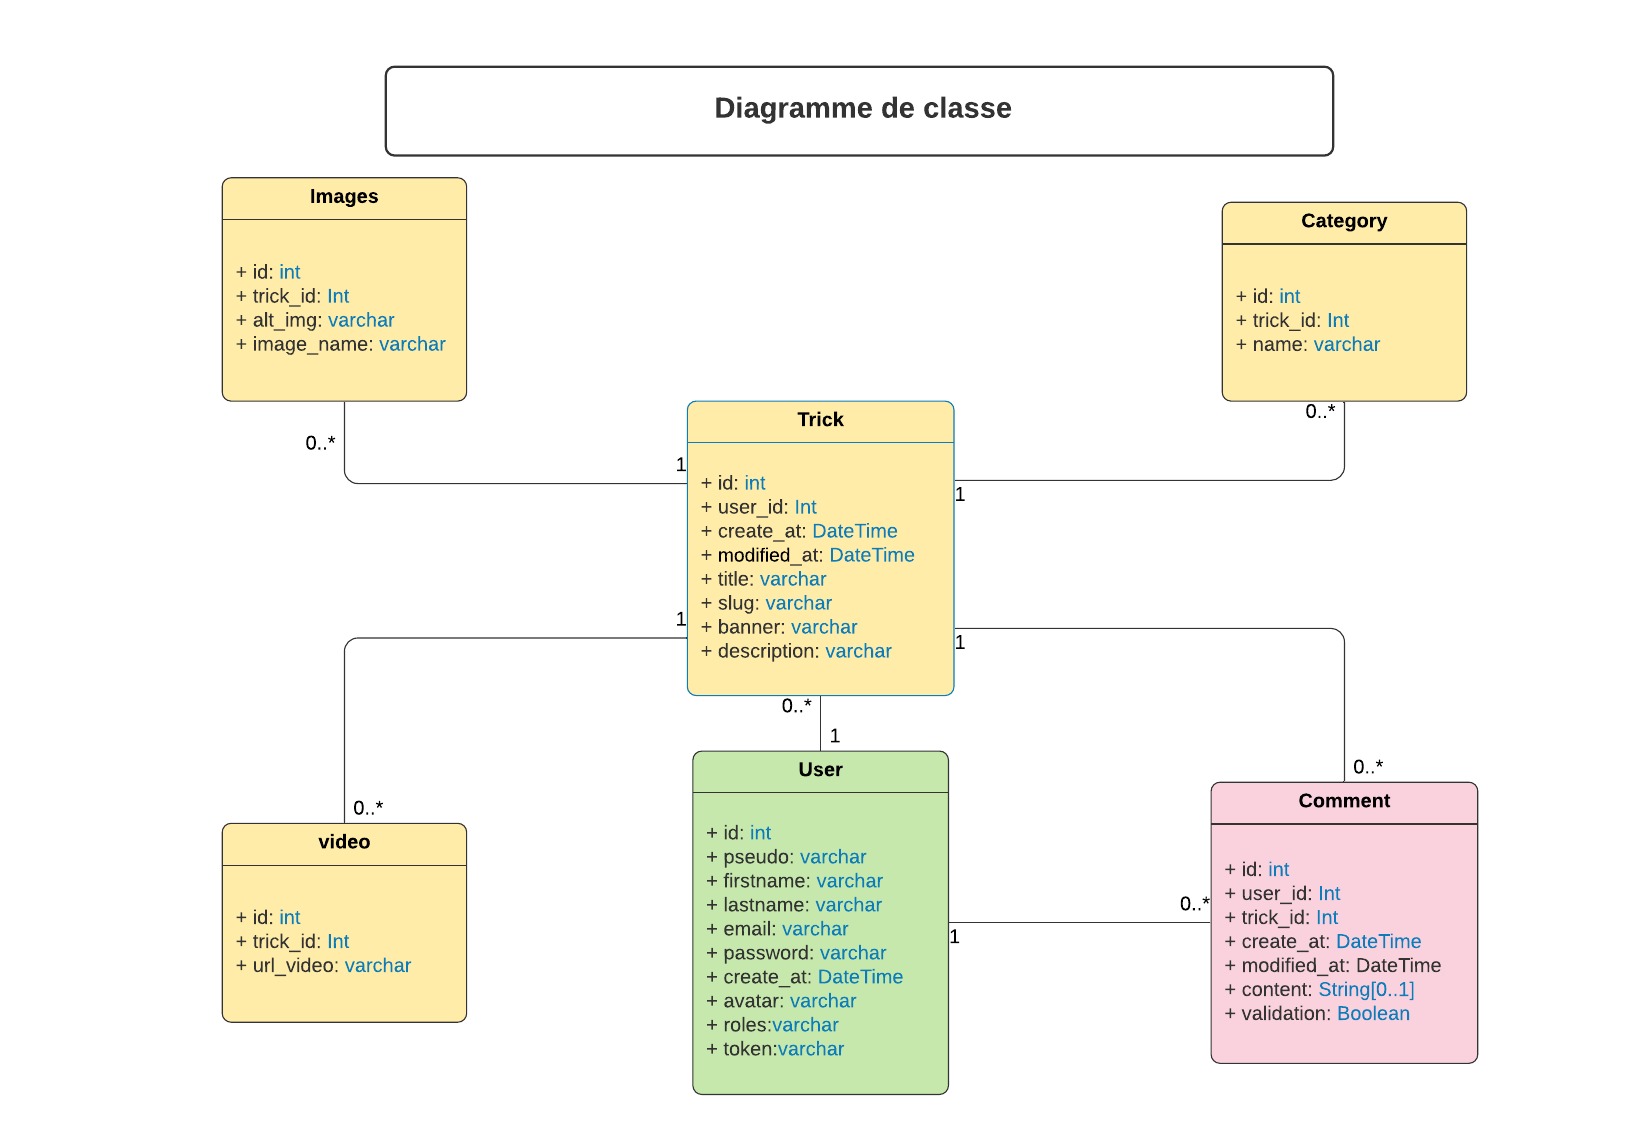 Diagramme de classe
Images
+ id: int
+ trick_id: Int
+ alt_img: varchar
+ image_name: varchar
0..*
1
Category
+ id: int
+ trick_id: Int
+ name: varchar
0..*
1
Trick
+ id: int
+ user_id: Int
+ create_at: DateTime
+ modified_at: DateTime
+ title: varchar
+ slug: varchar
+ banner: varchar
+ description: varchar
1
1
0..*
1
0..*
0..*
video
+ id: int
+ trick_id: Int
+ url_video: varchar
User
+ id: int
+ pseudo: varchar
+ firstname: varchar
+ lastname: varchar
+ email: varchar
+ password: varchar
+ create_at: DateTime
+ avatar: varchar
+ roles:varchar
+ token:varchar
1
0..*
Comment
+ id: int
+ user_id: Int
+ trick_id: Int
+ create_at: DateTime
+ modified_at: DateTime
+ content: String[0..1]
+ validation: Boolean